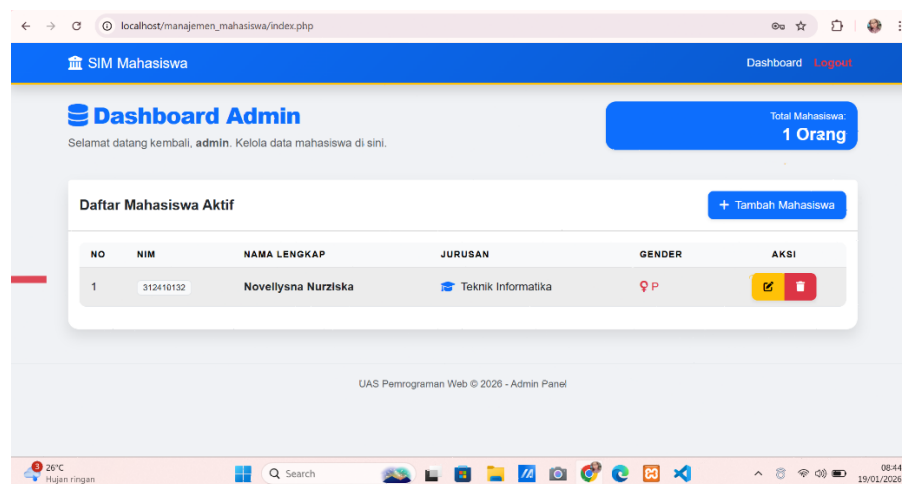 localhost/manajemen_mahasiswa/index.php
SIM Mahasiswa
Dashboard Logout
Dashboard Admin
Selamat datang kembali, admin. Kelola data mahasiswa di sini.
Total Mahasiswa:
1 Orang
Daftar Mahasiswa Aktif
+ Tambah Mahasiswa
NO NIM NAMA LENGKAP JURUSAN GENDER AKSI
1 312410132 Novellysna Nurziska Teknik Informatika P
UAS Pemrograman Web © 2026 - Admin Panel
3
26°C
Hujan ringan
Search
08:44
19/01/2026